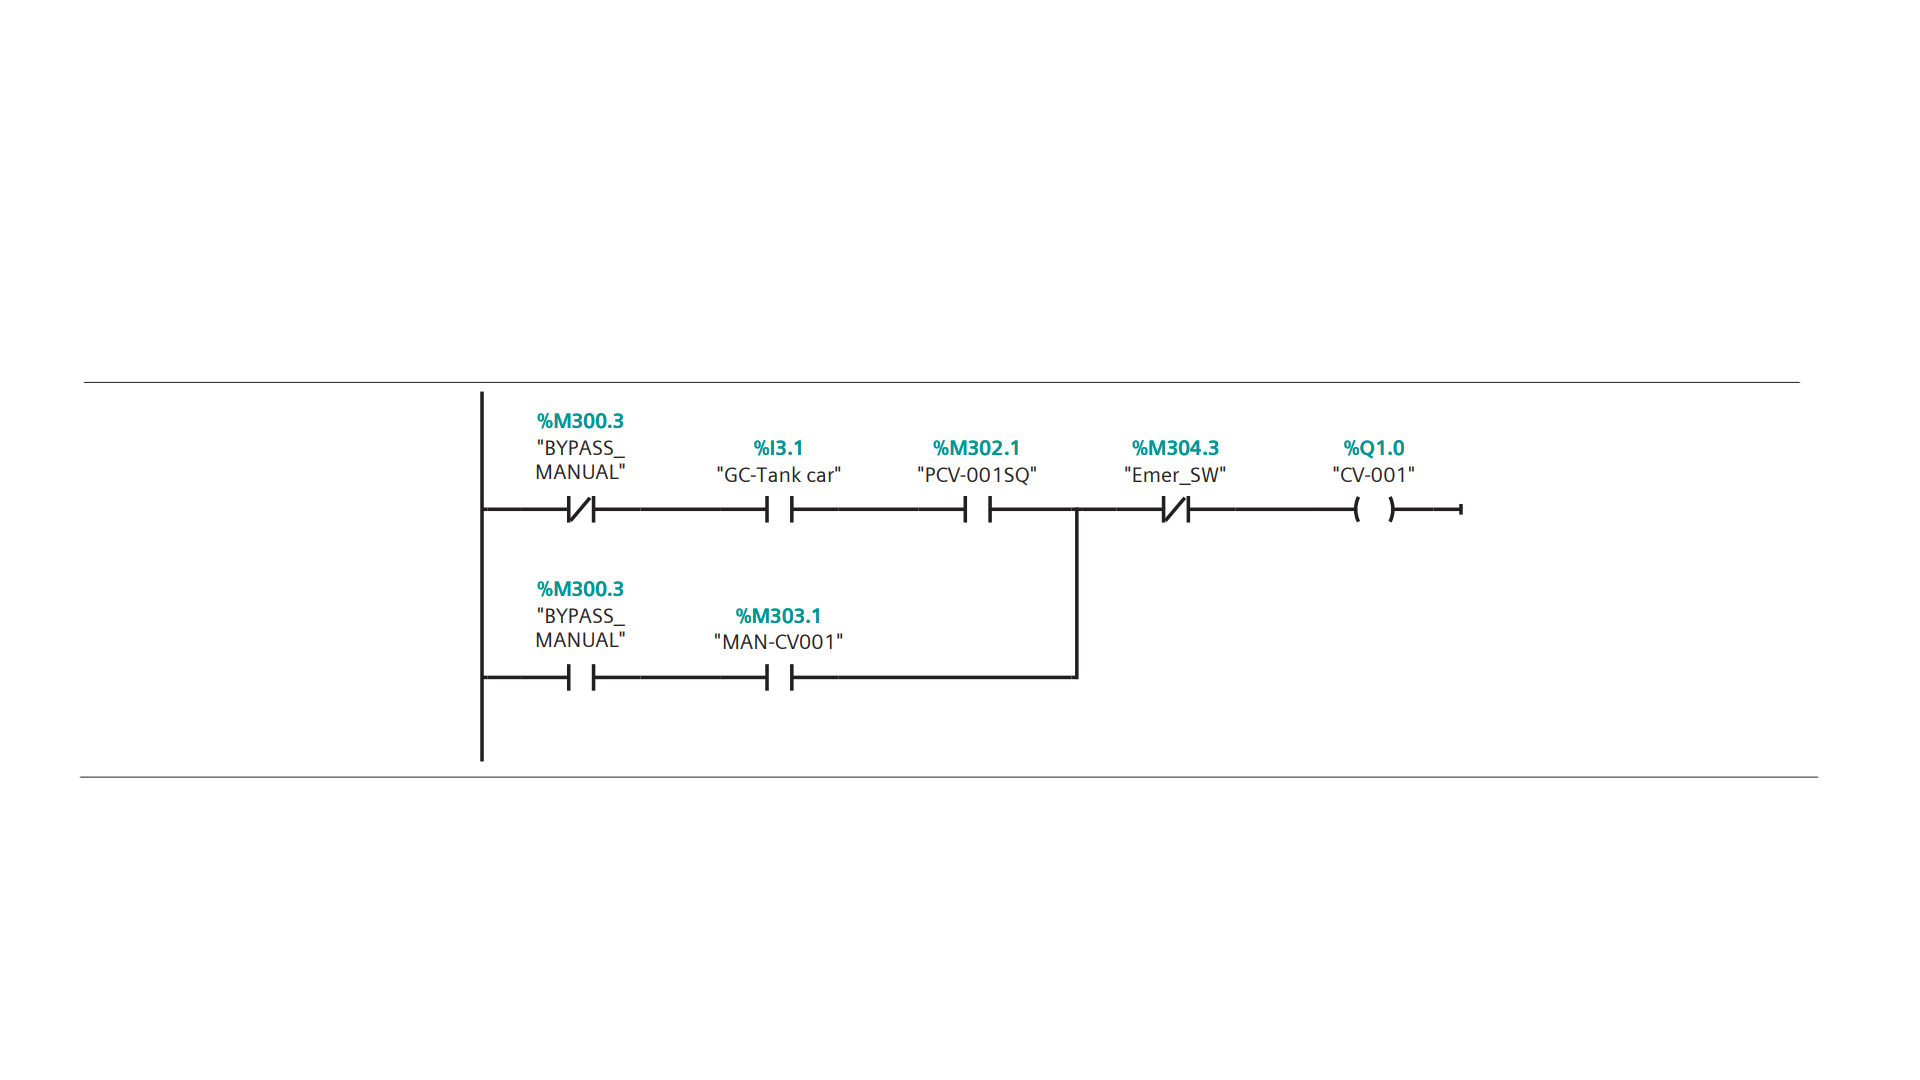 %M300.3
"BYPASS_
MANUAL"
%I3.1
"GC-Tank car"
%M302.1
"PCV-001SQ"
%M304.3
"Emer_SW"
%Q1.0
"CV-001"
%M300.3
"BYPASS_
MANUAL"
%M303.1
"MAN-CV001"